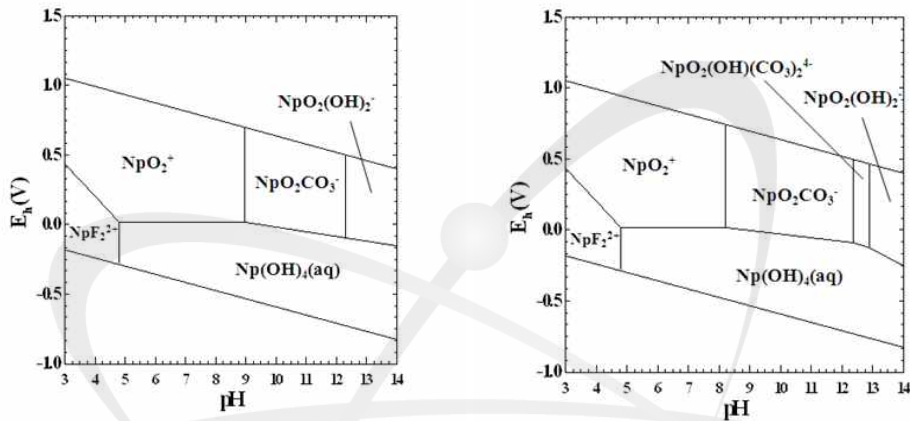 1.5
1.0
0.5
0.0
-0.5
-1.0
E_h(V)
NpO₂(OH)₂⁻
NpO₂⁺
NpO₂CO₃⁻
NpF₂²⁺
Np(OH)₄(aq)
3 4 5 6 7 8 9 10 11 12 13 14
pH
1.5
1.0
0.5
0.0
-0.5
-1.0
E_h(V)
NpO₂(OH)(CO₃)₂⁴⁻
NpO₂(OH)₂⁻
NpO₂⁺
NpO₂CO₃⁻
NpF₂²⁺
Np(OH)₄(aq)
3 4 5 6 7 8 9 10 11 12 13 14
pH